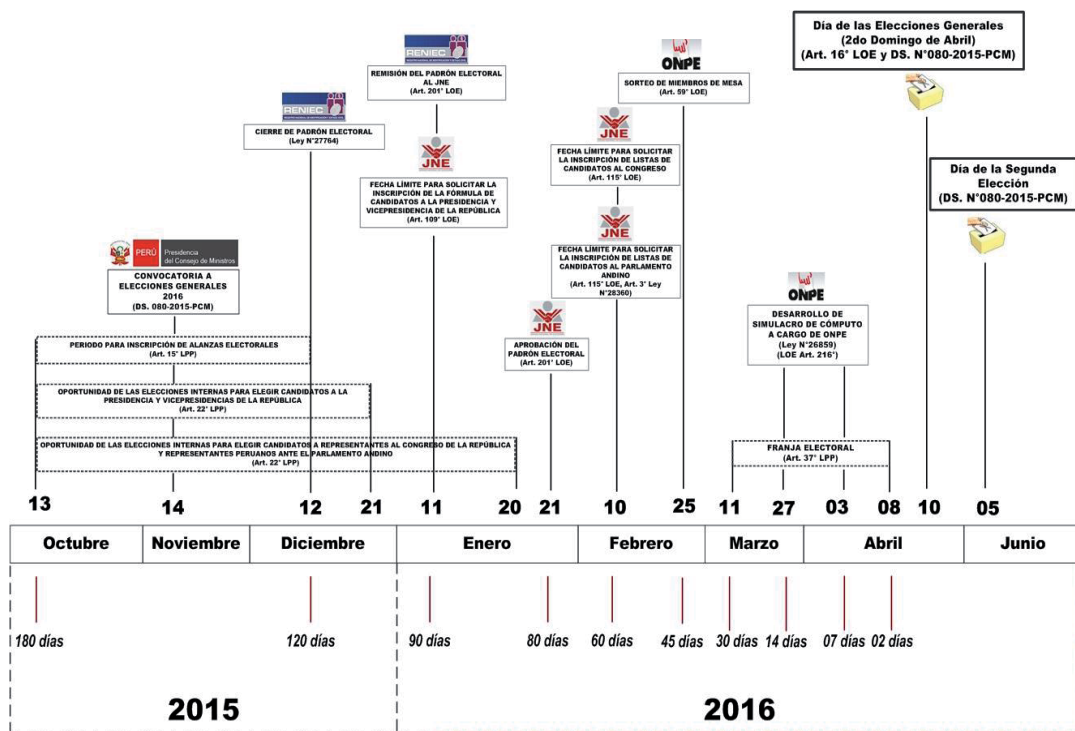 Día de las Elecciones Generales
(2do Domingo de Abril)
(Art. 16° LOE y DS. N°080-2015-PCM)
RENIEC
REMISIÓN DEL PADRÓN ELECTORAL
AL JNE
(Art. 201° LOE)
ONPE
SORTEO DE MIEMBROS DE MESA
(Art. 59° LOE)
RENIEC
CIERRE DE PADRÓN ELECTORAL
(Ley N°27764)
JNE
FECHA LÍMITE PARA SOLICITAR LA
INSCRIPCIÓN DE LA FÓRMULA DE
CANDIDATOS A LA PRESIDENCIA Y
VICEPRESIDENCIA DE LA REPÚBLICA
(Art. 109° LOE)
JNE
FECHA LÍMITE PARA SOLICITAR
LA INSCRIPCIÓN DE LISTAS DE
CANDIDATOS AL CONGRESO
(Art. 115° LOE)
Día de la Segunda
Elección
(DS. N°080-2015-PCM)
JNE
FECHA LÍMITE PARA SOLICITAR
LA INSCRIPCIÓN DE LISTAS DE
CANDIDATOS AL PARLAMENTO
ANDINO
(Art. 115° LOE, Art. 3° Ley
N°28360)
PERÚ
Presidencia
del Consejo de Ministros
CONVOCATORIA A
ELECCIONES GENERALES
2016
(DS. 080-2015-PCM)
JNE
APROBACIÓN DEL
PADRÓN ELECTORAL
(Art. 201° LOE)
ONPE
DESARROLLO DE
SIMULACRO DE CÓMPUTO
A CARGO DE ONPE
(Ley N°26859)
(LOE Art. 216°)
PERIODO PARA INSCRIPCIÓN DE ALANZAS ELECTORALES
(Art. 15° LPP)
OPORTUNIDAD DE LAS ELECCIONES INTERNAS PARA ELEGIR CANDIDATOS A LA
PRESIDENCIA Y VICEPRESIDENCIAS DE LA REPÚBLICA
(Art. 22° LPP)
OPORTUNIDAD DE LAS ELECCIONES INTERNAS PARA ELEGIR CANDIDATOS A REPRESENTANTES AL CONGRESO DE LA REPÚBLICA
Y REPRESENTANTES PERUANOS ANTE EL PARLAMENTO ANDINO
(Art. 22° LPP)
FRANJA ELECTORAL
(Art. 37° LPP)
13 14 12 21 11 20 21 10 25 11 27 03 08 10 05
Octubre Noviembre Diciembre Enero Febrero Marzo Abril Junio
180 días 120 días 90 días 80 días 60 días 45 días 30 días 14 días 07 días 02 días
2015 2016